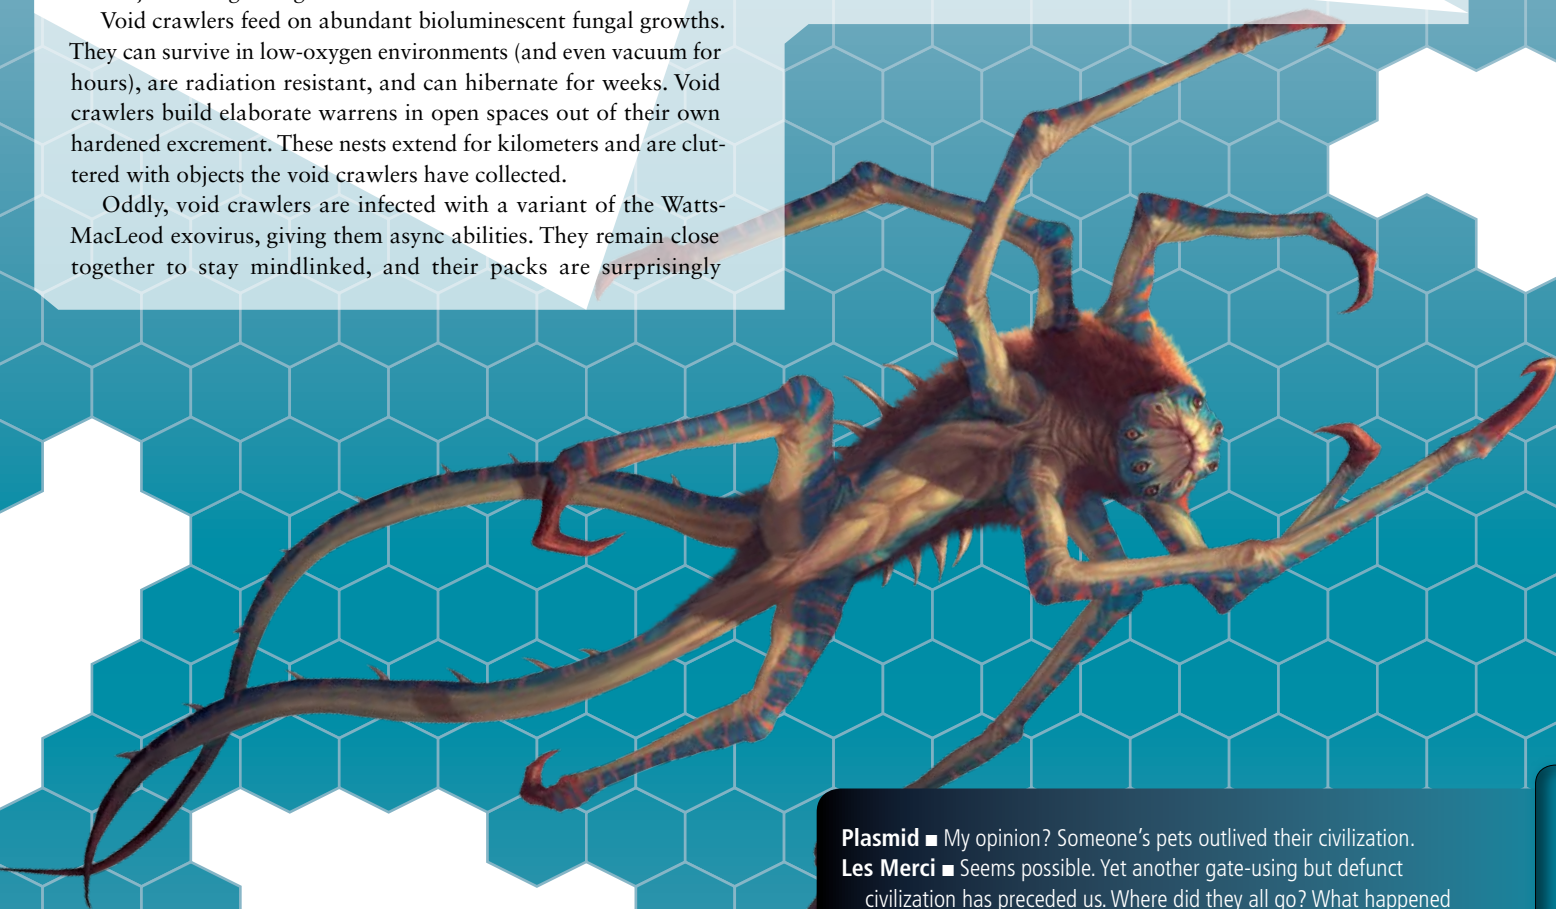 Void crawlers feed on abundant bioluminescent fungal growths.
They can survive in low-oxygen environments (and even vacuum for
hours), are radiation resistant, and can hibernate for weeks. Void
crawlers build elaborate warrens in open spaces out of their own
hardened excrement. These nests extend for kilometers and are clut-
tered with objects the void crawlers have collected.
Oddly, void crawlers are infected with a variant of the Watts-
MacLeod exovirus, giving them async abilities. They remain close
together to stay mindlinked, and their packs are surprisingly
Plasmid ■ My opinion? Someone’s pets outlived their civilization.
Les Merci ■ Seems possible. Yet another gate-using but defunct
civilization has preceded us. Where did they all go? What happened